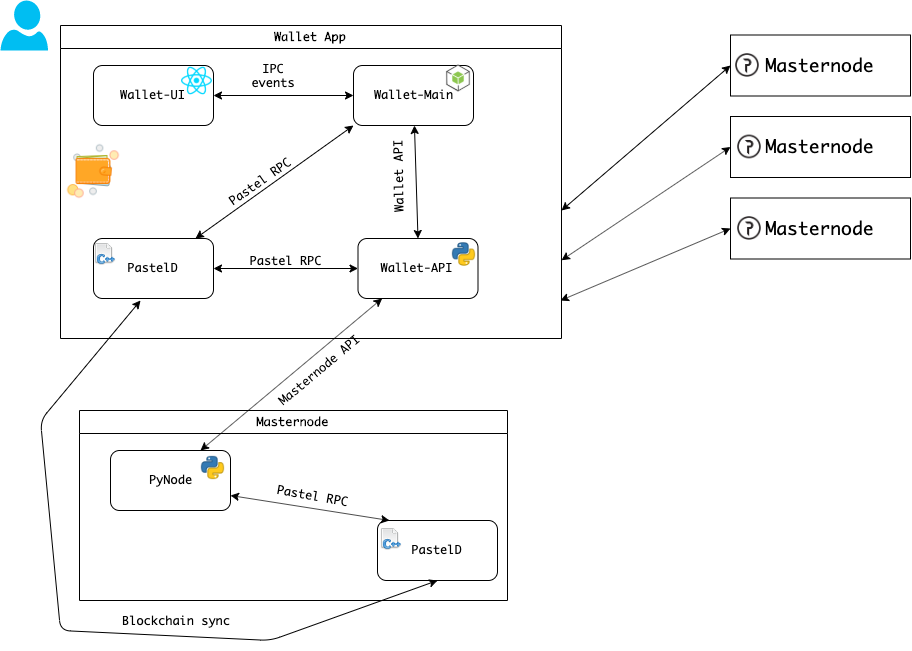 Wallet App
Wallet-UI
IPC
events
Wallet-Main
Masternode
Masternode
Masternode
Pastel RPC
Wallet API
PastelD
Pastel RPC
Wallet-API
Masternode API
Masternode
PyNode
Pastel RPC
PastelD
Blockchain sync